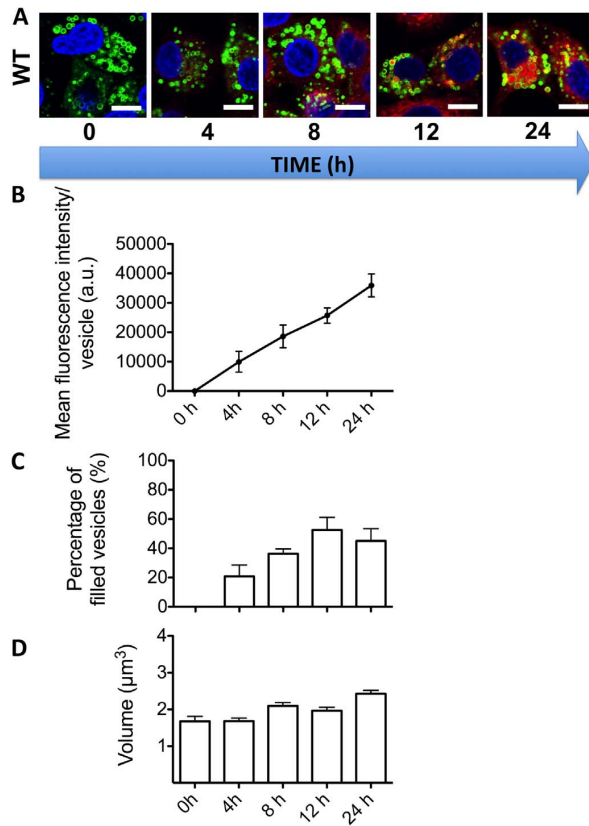 A
WT
0 4 8 12 24
TIME (h)
B
Mean fluorescence intensity/
vesicle (a.u.)
50000
40000
30000
20000
10000
0
0 h 4h 8 h 12 h 24 h
C
Percentage of
filled vesicles (%)
100
80
60
40
20
0
D
Volume (µm³)
4
3
2
1
0h 4h 8 h 12 h 24 h